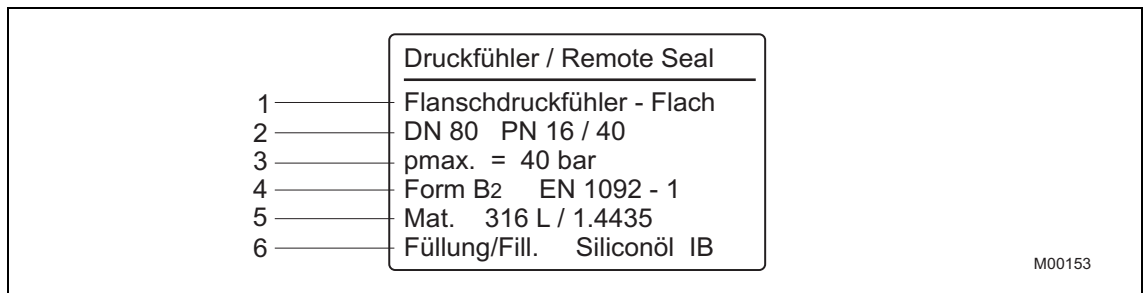 Druckfühler / Remote Seal
1 Flanschdruckfühler - Flach
2 DN 80 PN 16 / 40
3 pmax. = 40 bar
4 Form B2 EN 1092 - 1
5 Mat. 316 L / 1.4435
6 Füllung/Fill. Siliconöl IB
M00153